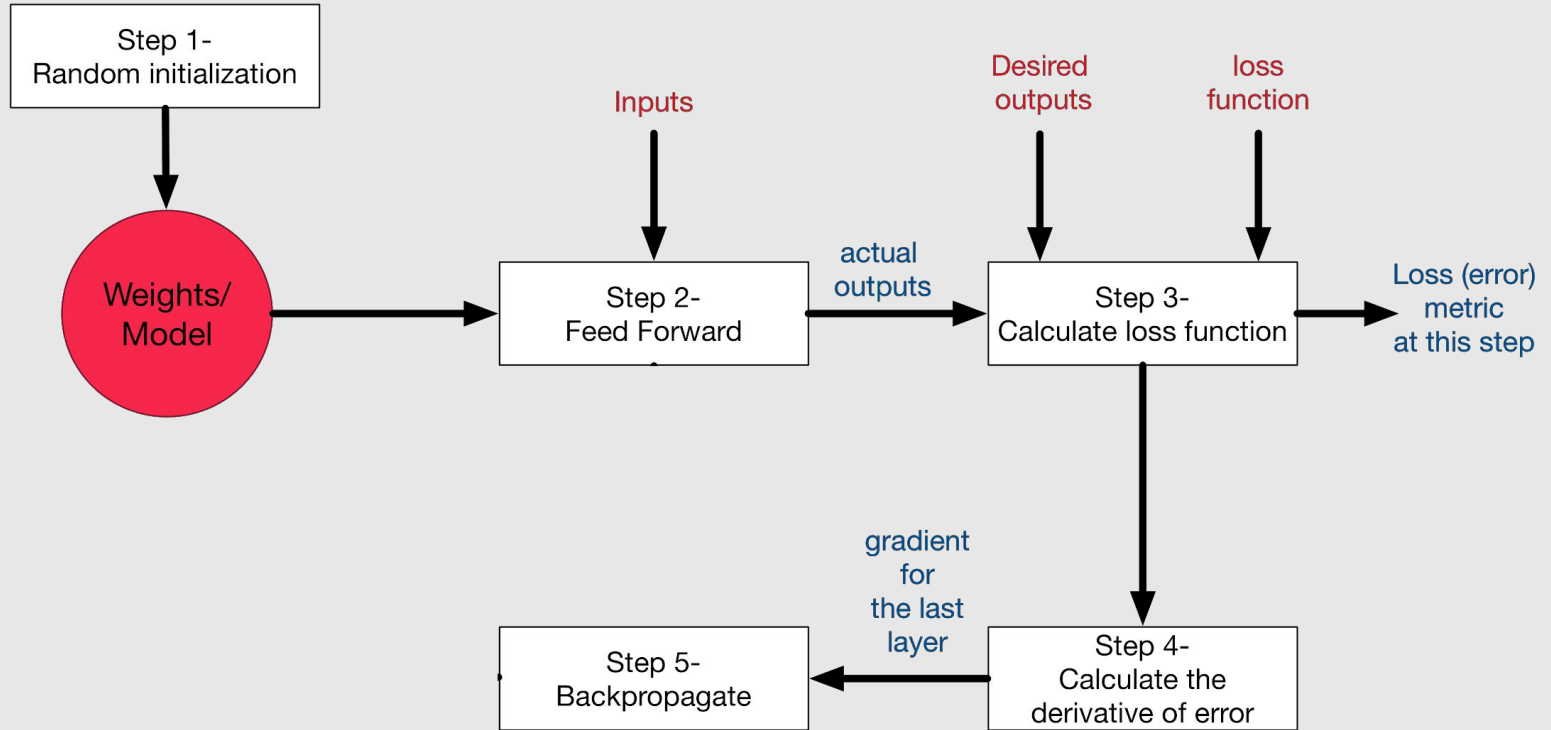 Step 1-
Random initialization
Inputs
Desired
outputs
loss
function
Weights/
Model
Step 2-
Feed Forward
actual
outputs
Step 3-
Calculate loss function
Loss (error)
metric
at this step
gradient
for
the last
layer
Step 4-
Calculate the
derivative of error
Step 5-
Backpropagate